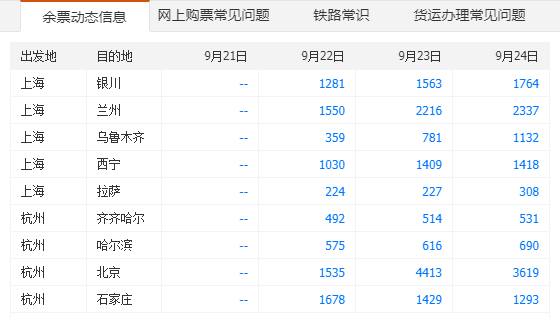 余票动态信息 网上购票常见问题 铁路常识 货运办理常见问题
出发地 目的地 9月21日 9月22日 9月23日 9月24日
上海 银川 -- 1281 1563 1764
上海 兰州 -- 1550 2216 2337
上海 乌鲁木齐 -- 359 781 1132
上海 西宁 -- 1030 1409 1418
上海 拉萨 -- 224 227 308
杭州 齐齐哈尔 -- 492 514 531
杭州 哈尔滨 -- 575 616 690
杭州 北京 -- 1535 4413 3619
杭州 石家庄 -- 1678 1429 1293